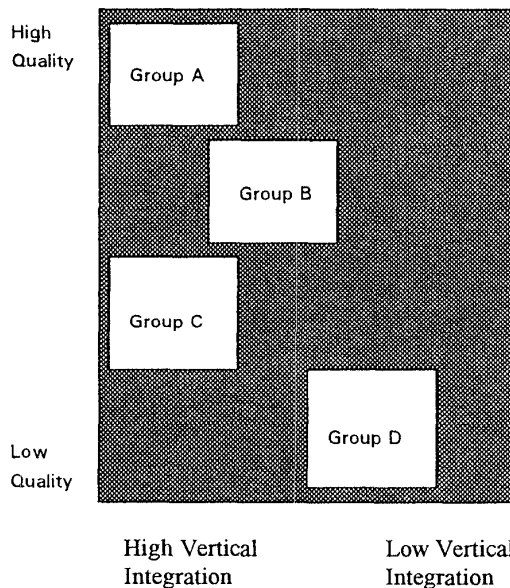 High
Quality
Group A
Group B
Group C
Group D
Low
Quality
High Vertical
Integration
Low Vertical
Integration